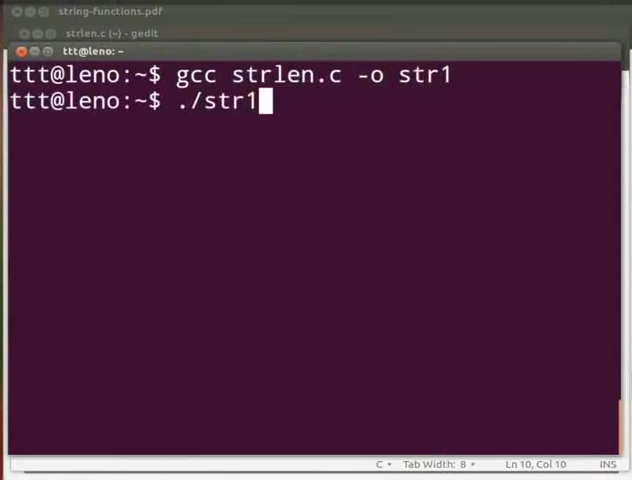 string-functions.pdf
strlen.c (~) - gedit
ttt@leno: ~
ttt@leno:~$ gcc strlen.c -o str1
ttt@leno:~$ ./str1
C Tab Width: 8 Ln 10, Col 10 INS